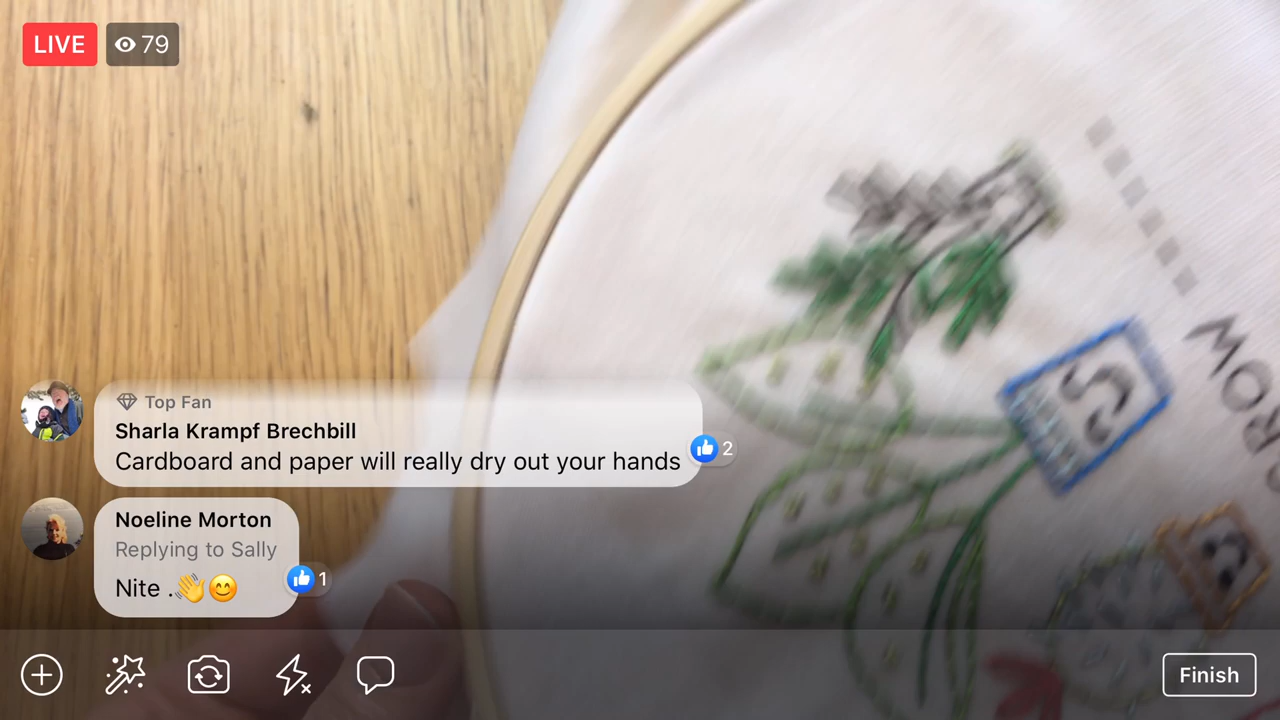 LIVE
79
Top Fan
Sharla Krampf Brechbill
Cardboard and paper will really dry out your hands
2
Noeline Morton
Replying to Sally
Nite .👋😊
1
Finish